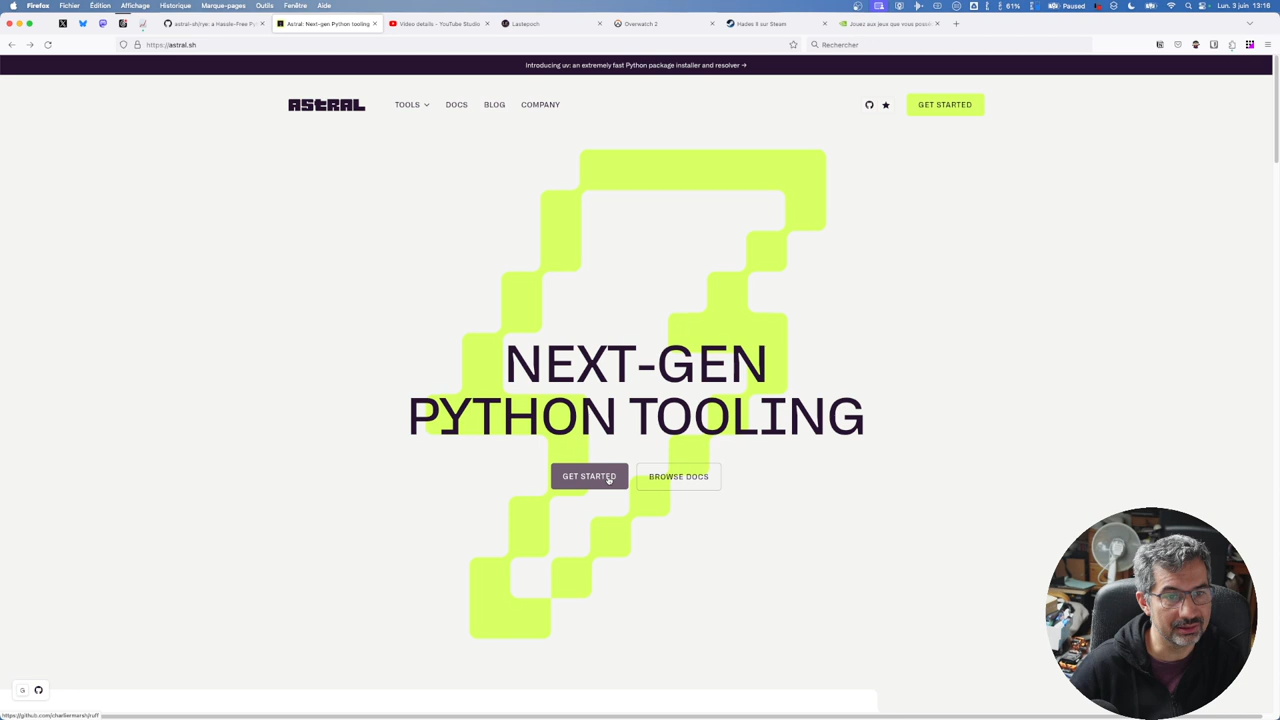 Firefox Fichier Édition Affichage Historique Marque-pages Outils Fenêtre Aide 61% Paused Lun. 3 juin 13:16
astral-sh/rye: a Hassle-Free Py
Astral: Next-gen Python tooling
Video details - YouTube Studio
Lastepoch
Overwatch 2
Hades II sur Steam
Jouez aux jeux que vous possé
https://astral.sh
Rechercher
Introducing uv: an extremely fast Python package installer and resolver →
ASTRAL TOOLS DOCS BLOG COMPANY GET STARTED
NEXT-GEN
PYTHON TOOLING
GET STARTED BROWSE DOCS
G
https://github.com/charliermarsh/ruff